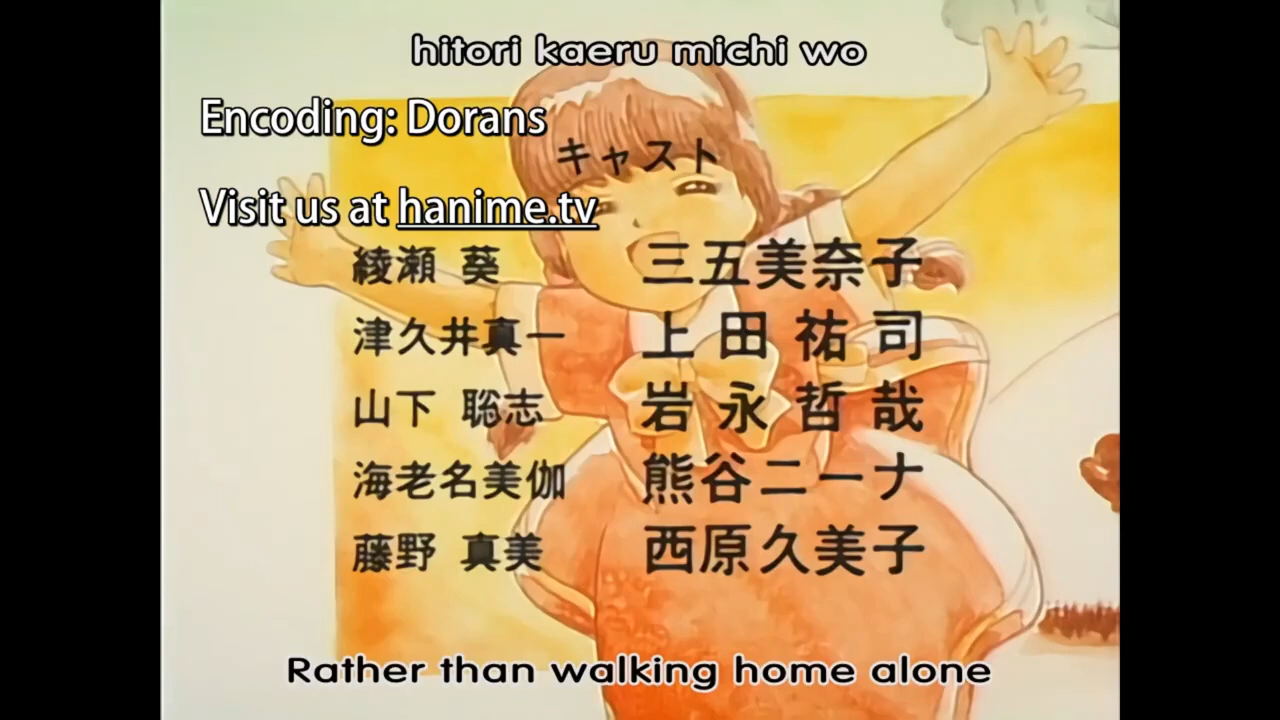 hitori kaeru michi wo
Encoding: Dorans
キャスト
Visit us at hanime.tv
綾瀬 葵 三五美奈子
津久井真一 上田祐司
山下 聡志 岩永哲哉
海老名美伽 熊谷ニーナ
藤野 真美 西原久美子
Rather than walking home alone